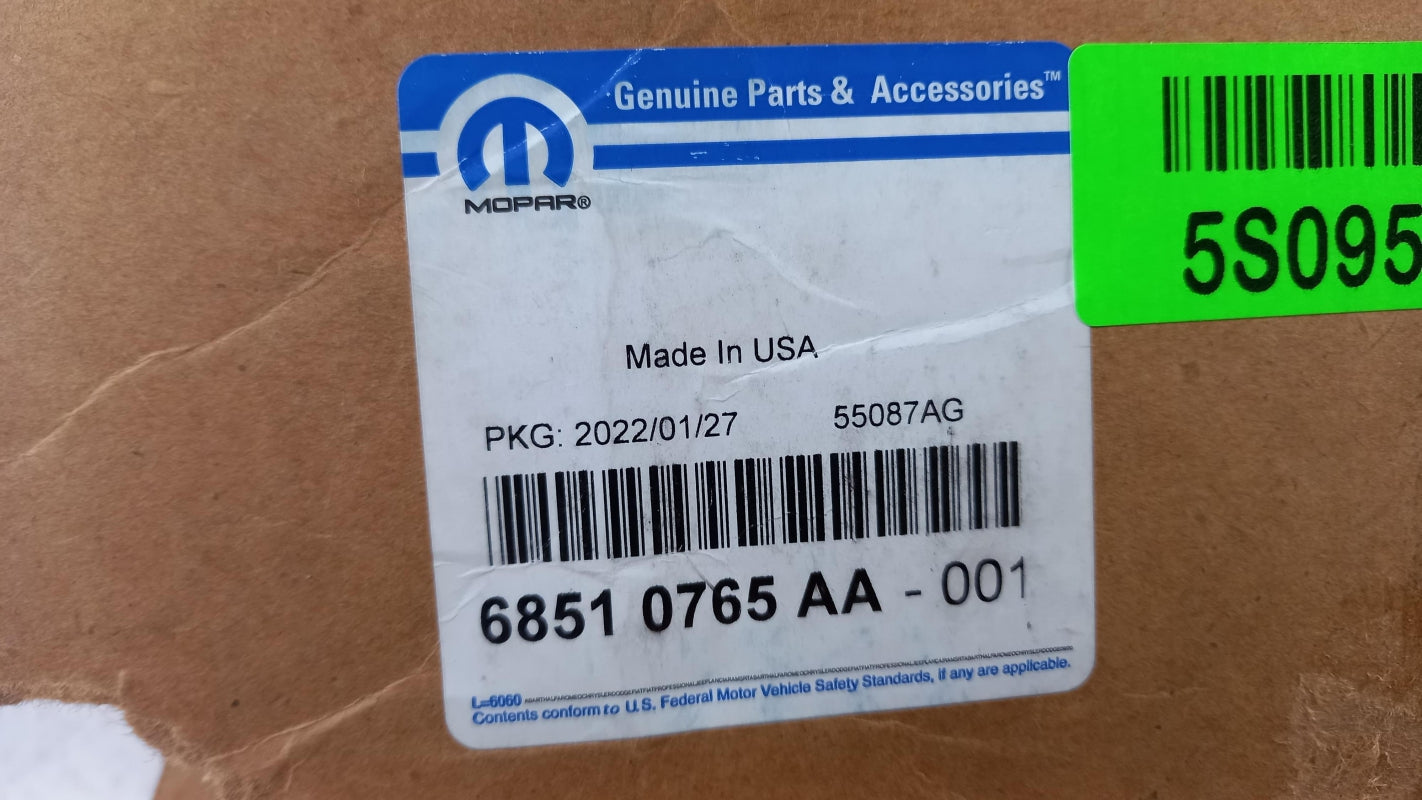 Genuine Parts & Accessories™
MOPAR®
5S095
Made In USA
PKG: 2022/01/27 55087AG
6851 0765 AA - 001
L=6060
Contents conform to U.S. Federal Motor Vehicle Safety Standards, if any are applicable.